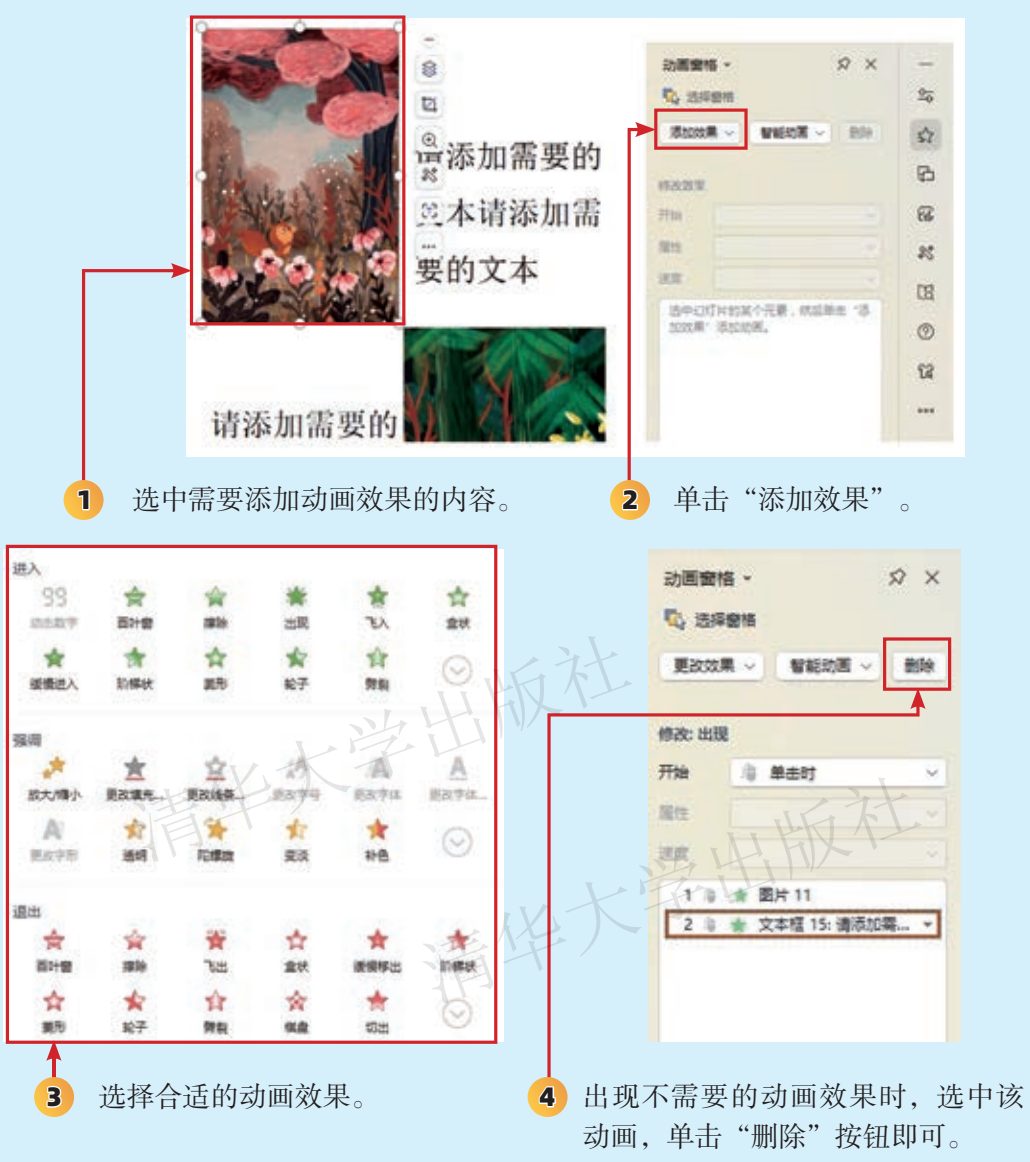 添加需要的
本请添加需
要的文本
请添加需要的
动画窗格
选择窗格
添加效果 智能动画 删除
修改效果
开始
属性
速度
选中幻灯片的某个元素，然后单击“添
加效果”添加动画。
1 选中需要添加动画效果的内容。
2 单击“添加效果”。
进入
99
动态数字 百叶窗 擦除 出现 飞入 盒状
缓慢进入 阶梯状 菱形 轮子 劈裂
强调
放大/缩小 更改填充... 更改线条... 更改字号 更改字体 更改字体...
更改字形 透明 陀螺旋 变淡 补色
退出
百叶窗 擦除 飞出 盒状 缓慢移出 阶梯状
菱形 轮子 劈裂 棋盘 切出
动画窗格
选择窗格
更改效果 智能动画 删除
修改: 出现
开始 单击时
属性
速度
1 图片 11
2 文本框 15: 请添加需...
清华大学出版社
清华大学出版社
3 选择合适的动画效果。
4 出现不需要的动画效果时，选中该
动画，单击“删除”按钮即可。